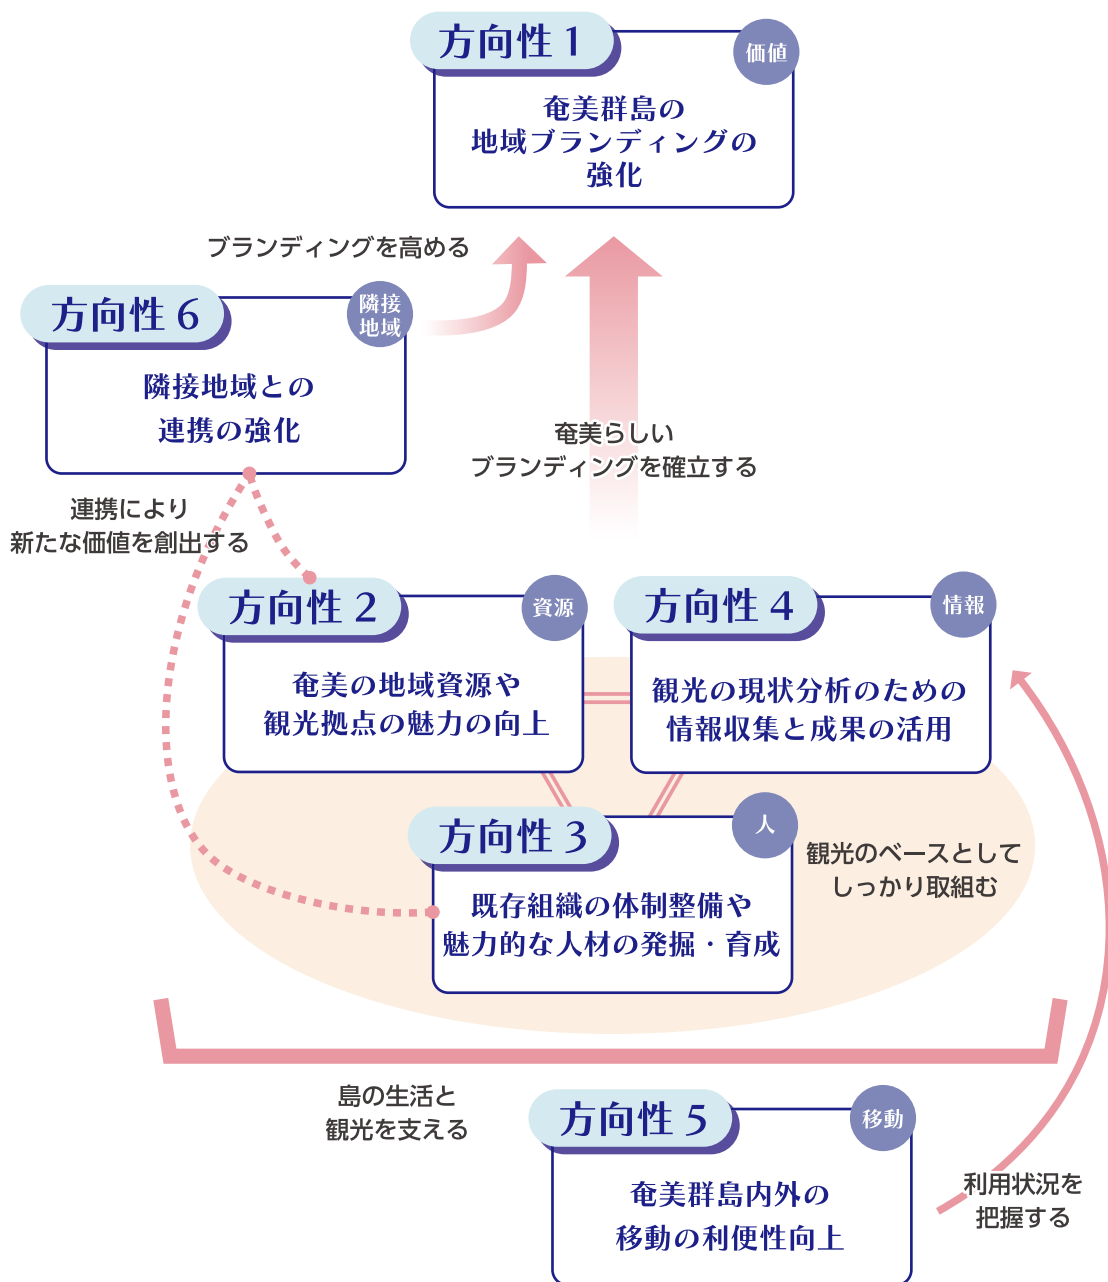 方向性 1
価値
奄美群島の
地域ブランディングの
強化
ブランディングを高める
方向性 6
隣接
地域
隣接地域との
連携の強化
奄美らしい
ブランディングを確立する
連携により
新たな価値を創出する
方向性 2
資源
奄美の地域資源や
観光拠点の魅力の向上
方向性 4
情報
観光の現状分析のための
情報収集と成果の活用
方向性 3
人
既存組織の体制整備や
魅力的な人材の発掘・育成
観光のベースとして
しっかり取組む
島の生活と
観光を支える
方向性 5
移動
奄美群島内外の
移動の利便性向上
利用状況を
把握する